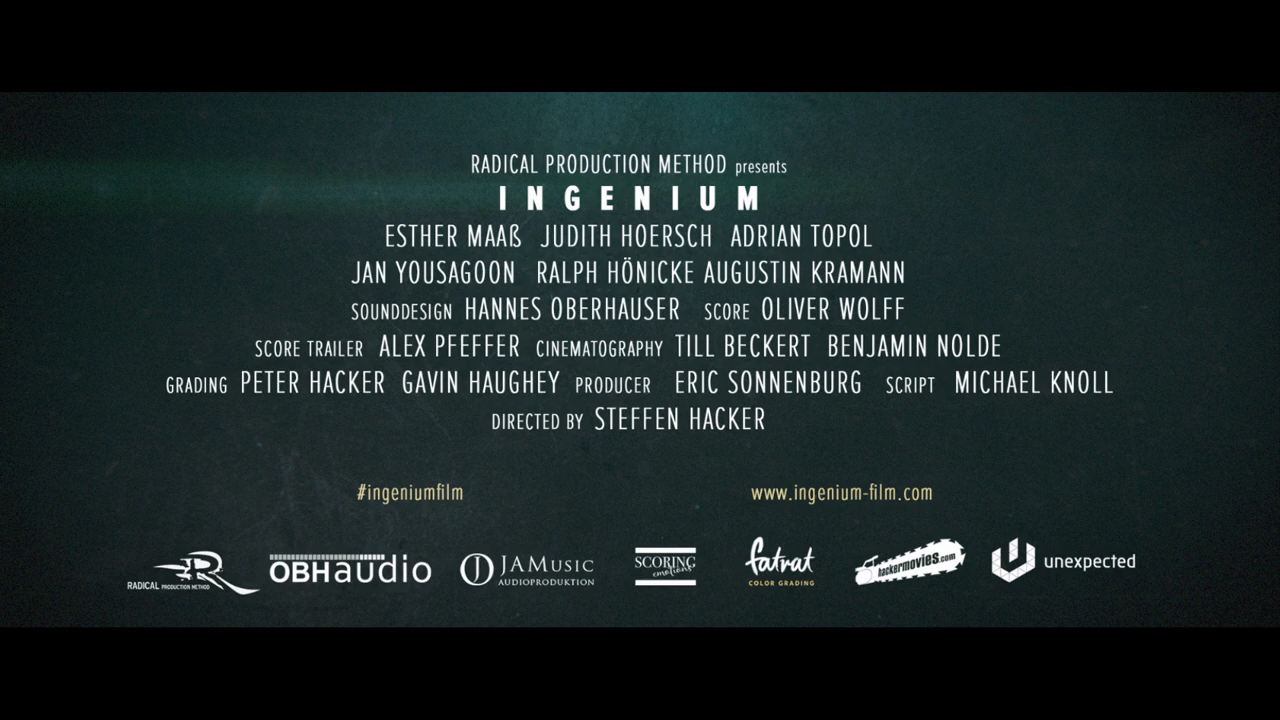 RADICAL PRODUCTION METHOD presents
INGENIUM
ESTHER MAAß JUDITH HOERSCH ADRIAN TOPOL
JAN YOUSAGOON RALPH HÖNICKE AUGUSTIN KRAMANN
SOUNDDESIGN HANNES OBERHAUSER SCORE OLIVER WOLFF
SCORE TRAILER ALEX PFEFFER CINEMATOGRAPHY TILL BECKERT BENJAMIN NOLDE
GRADING PETER HACKER GAVIN HAUGHEY PRODUCER ERIC SONNENBURG SCRIPT MICHAEL KNOLL
DIRECTED BY STEFFEN HACKER
#ingeniumfilm www.ingenium-film.com
R
RADICAL PRODUCTION METHOD
OBHaudio
JAMUSIC
AUDIOPRODUKTION
SCORING
emotions
fatrat
COLOR GRADING
hackermovies.com
unexpected